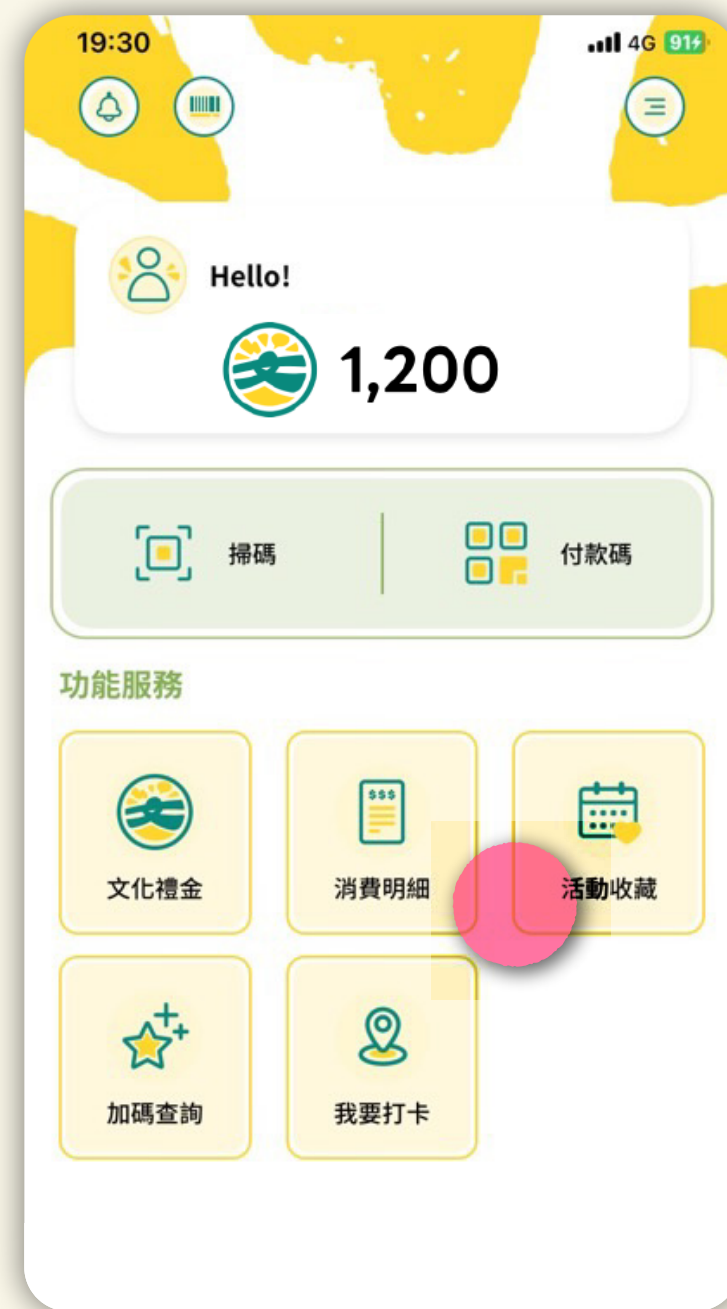 19:30
4G 91
Hello!
1,200
掃碼
付款碼
功能服務
$$$
文化禮金
消費明細
活動收藏
加碼查詢
我要打卡